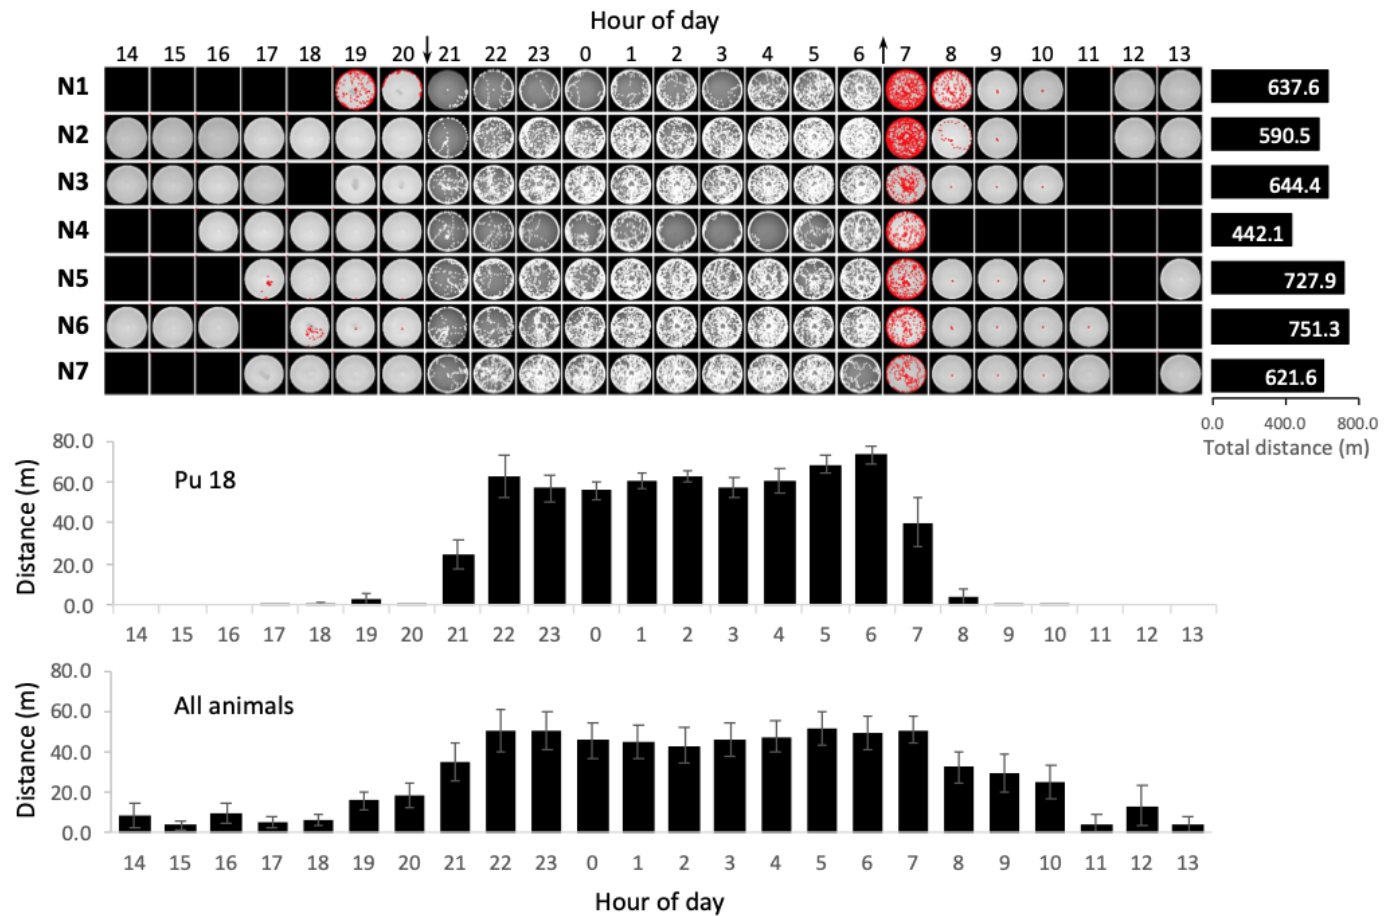 Hour of day
14 15 16 17 18 19 20 21 22 23 0 1 2 3 4 5 6 7 8 9 10 11 12 13
N1 637.6
N2 590.5
N3 644.4
N4 442.1
N5 727.9
N6 751.3
N7 621.6
0.0 400.0 800.0
Total distance (m)
Distance (m)
80.0
60.0
40.0
20.0
0.0
Pu 18
14 15 16 17 18 19 20 21 22 23 0 1 2 3 4 5 6 7 8 9 10 11 12 13
Distance (m)
80.0
60.0
40.0
20.0
0.0
All animals
14 15 16 17 18 19 20 21 22 23 0 1 2 3 4 5 6 7 8 9 10 11 12 13
Hour of day